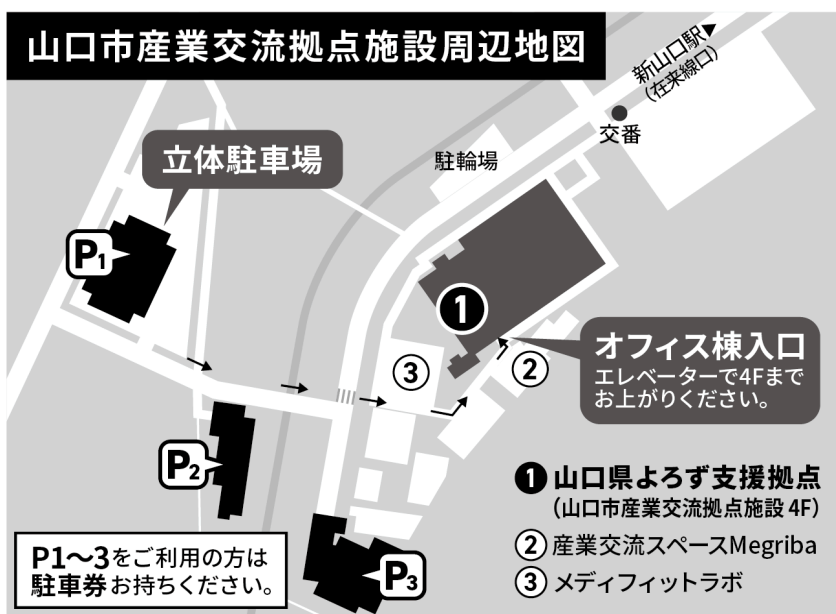 山口市産業交流拠点施設周辺地図
新山口駅▶
(在来線口)
交番
駐輪場
立体駐車場
P1
1
オフィス棟入口
エレベーターで4Fまで
お上がりください。
3
2
P2
P3
1 山口県よろず支援拠点
(山口市産業交流拠点施設 4F)
2 産業交流スペースMegriba
3 メディフィットラボ
P1〜3をご利用の方は
駐車券お持ちください。